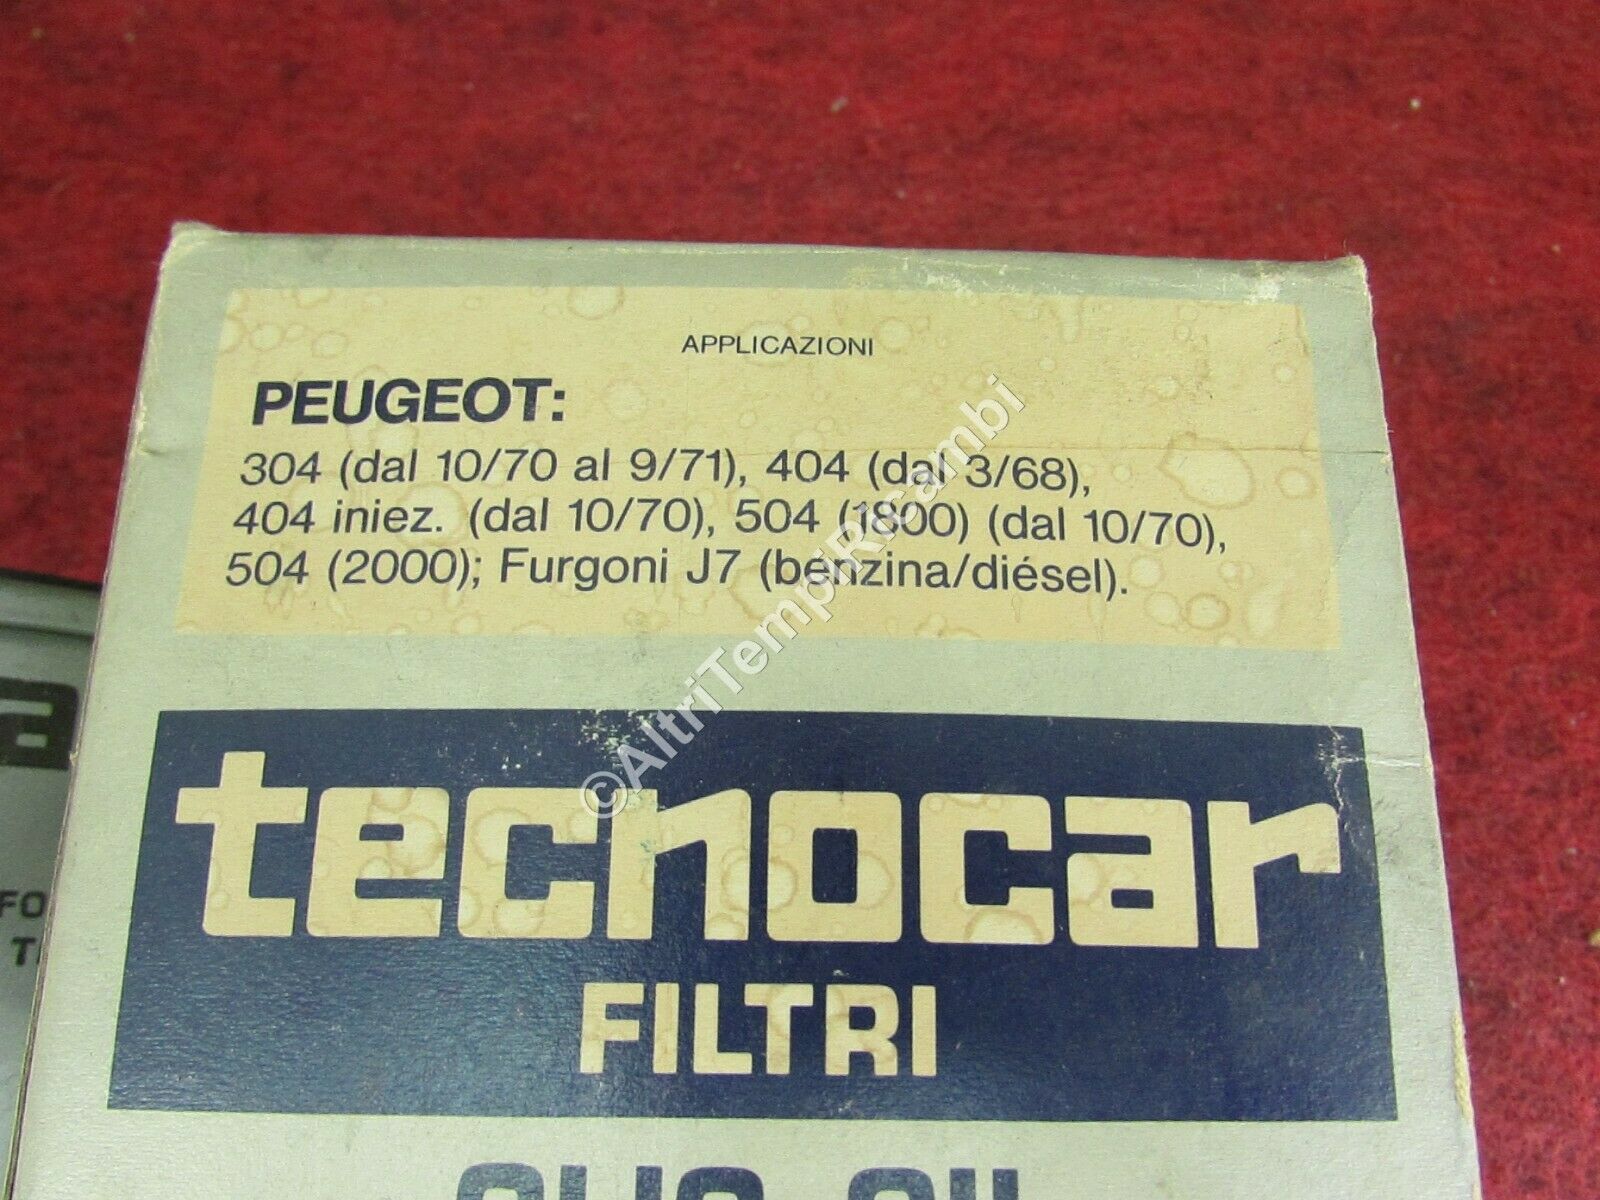 APPLICAZIONI
PEUGEOT:
304 (dal 10/70 al 9/71), 404 (dal 3/68),
404 iniez. (dal 10/70), 504 (1800) (dal 10/70),
504 (2000); Furgoni J7 (benzina/diésel).
©AltriTempiRicambi
tecnocar
FILTRI
a
FO